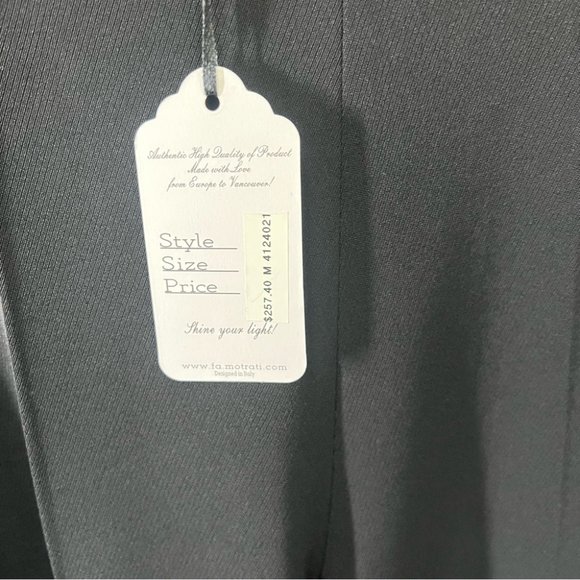 Authentic High Quality of Product
Made with Love
from Europe to Vancouver!
Style
Size
Price
$257.40 M 4124021
Shine your light!
www.fa.motrati.com
Designed in Italy